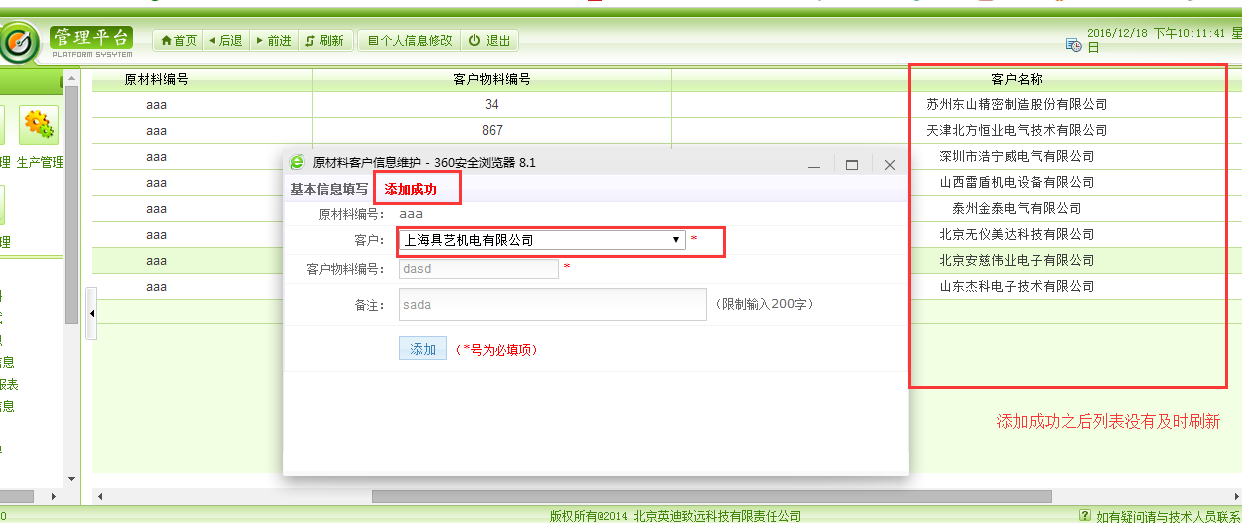 管理平台
PLATFORM SYSYTEM
首页 后退 前进 刷新 个人信息修改 退出
2016/12/18 下午10:11:41 星
日
原材料编号 客户物料编号 客户名称
aaa 34 苏州东山精密制造股份有限公司
aaa 867 天津北方恒业电气技术有限公司
理 生产管理
aaa 深圳市浩宁威电气有限公司
aaa 山西雷盾机电设备有限公司
aaa 泰州金泰电气有限公司
理
aaa 北京无仪美达科技有限公司
aaa 北京安慈伟业电子有限公司
aaa 山东杰科电子技术有限公司
息
报表
信息
原材料客户信息维护 - 360安全浏览器 8.1
基本信息填写 添加成功
原材料编号: aaa
客户: 上海具艺机电有限公司 *
客户物料编号: dasd *
备注: sada (限制输入200字)
添加 (*号为必填项)
添加成功之后列表没有及时刷新
0
版权所有@2014 北京英迪致远科技有限责任公司
如有疑问请与技术人员联系